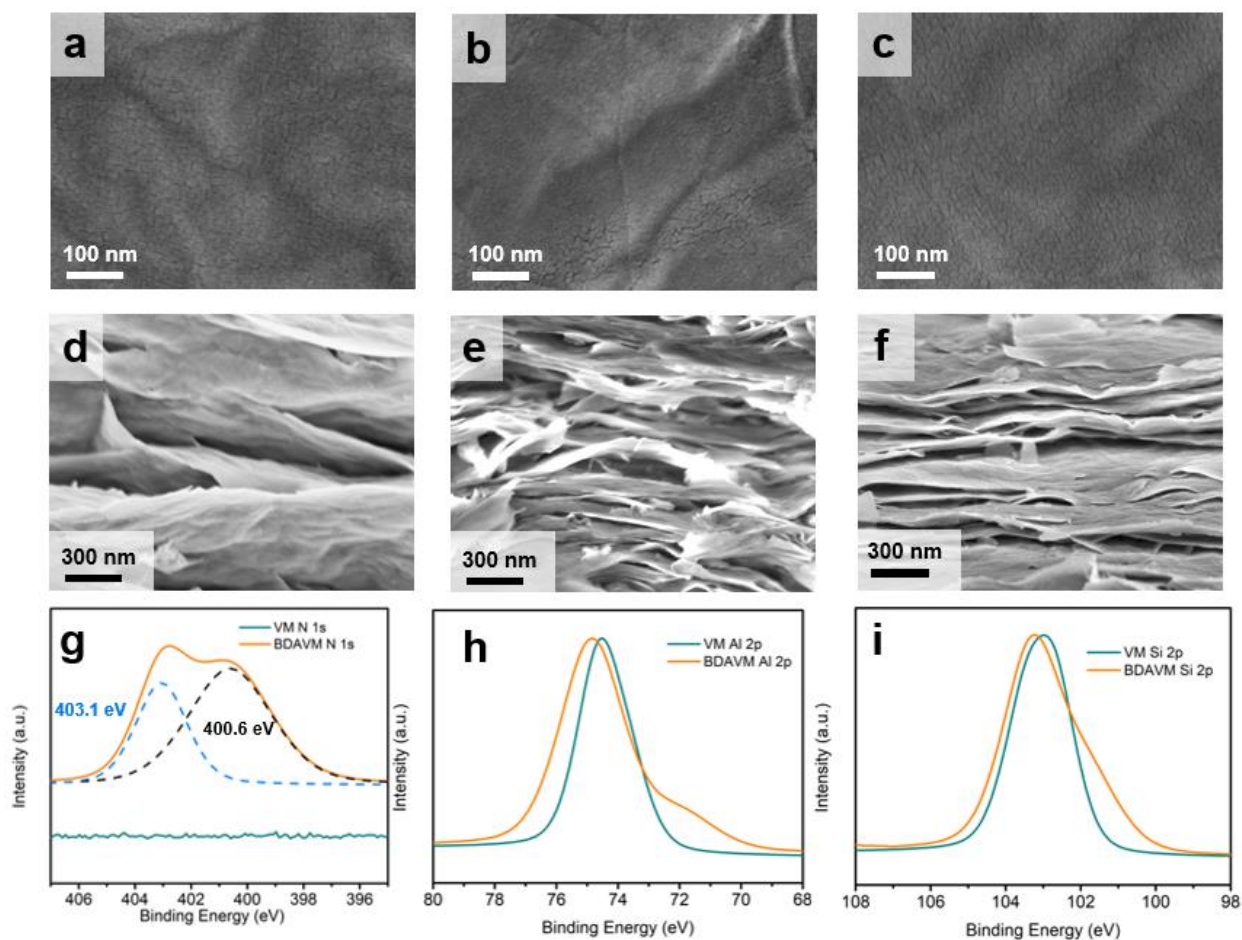 a
100 nm
b
100 nm
c
100 nm
d
300 nm
e
300 nm
f
300 nm
g
VM N 1s
BDAVM N 1s
403.1 eV
400.6 eV
Intensity (a.u.)
406 404 402 400 398 396
Binding Energy (eV)
h
VM Al 2p
BDAVM Al 2p
Intensity (a.u.)
80 78 76 74 72 70 68
Binding Energy (eV)
i
VM Si 2p
BDAVM Si 2p
Intensity (a.u.)
108 106 104 102 100 98
Binding Energy (eV)